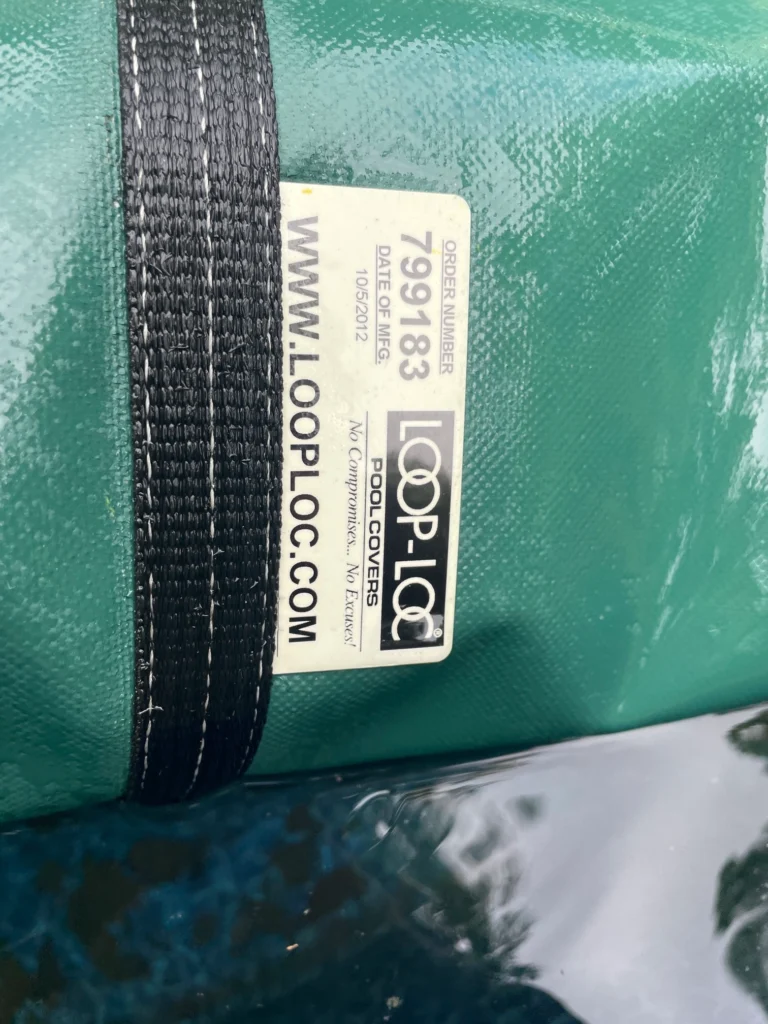 ORDER NUMBER
799183
DATE OF MFG.
10/5/2012
LOOP-LOC®
POOL COVERS
No Compromises... No Excuses!
WWW.LOOPLOC.COM